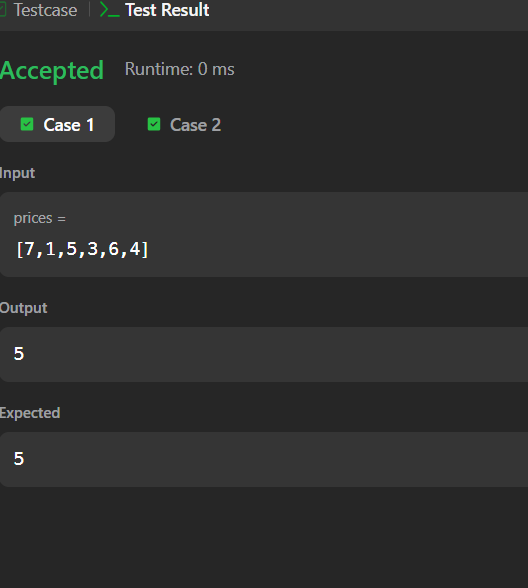 Testcase >_ Test Result
Accepted Runtime: 0 ms
Case 1 Case 2
Input
prices =
[7,1,5,3,6,4]
Output
5
Expected
5